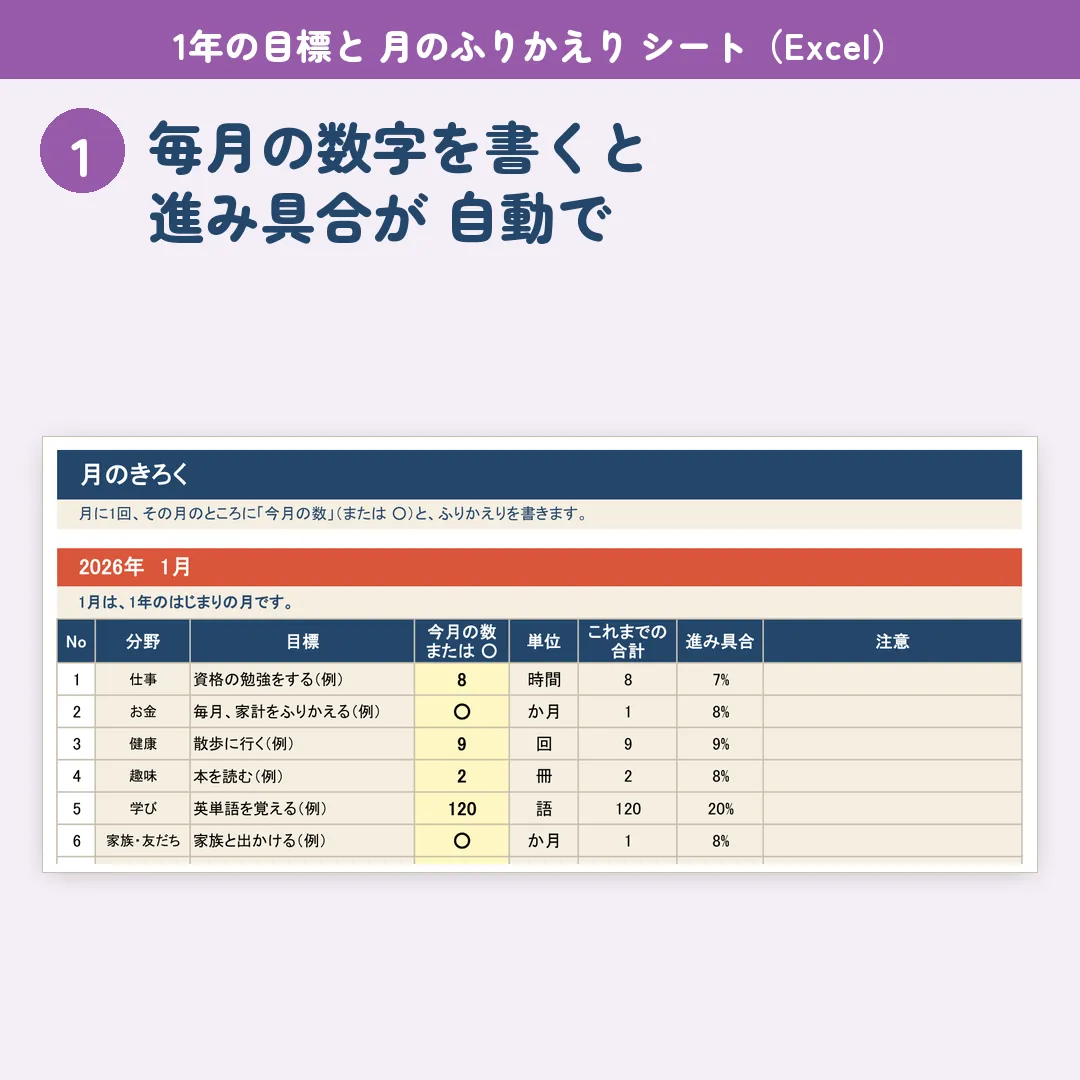 1年の目標と 月のふりかえり シート（Excel）
1
毎月の数字を書くと
進み具合が 自動で
月のきろく
月に1回、その月のところに「今月の数」(または 〇)と、ふりかえりを書きます。
2026年 1月
1月は、1年のはじまりの月です。
No 分野 目標 今月の数 または 〇 単位 これまでの 合計 進み具合 注意
1 仕事 資格の勉強をする(例) 8 時間 8 7%
2 お金 毎月、家計をふりかえる(例) 〇 か月 1 8%
3 健康 散歩に行く(例) 9 回 9 9%
4 趣味 本を読む(例) 2 冊 2 8%
5 学び 英単語を覚える(例) 120 語 120 20%
6 家族・友だち 家族と出かける(例) 〇 か月 1 8%